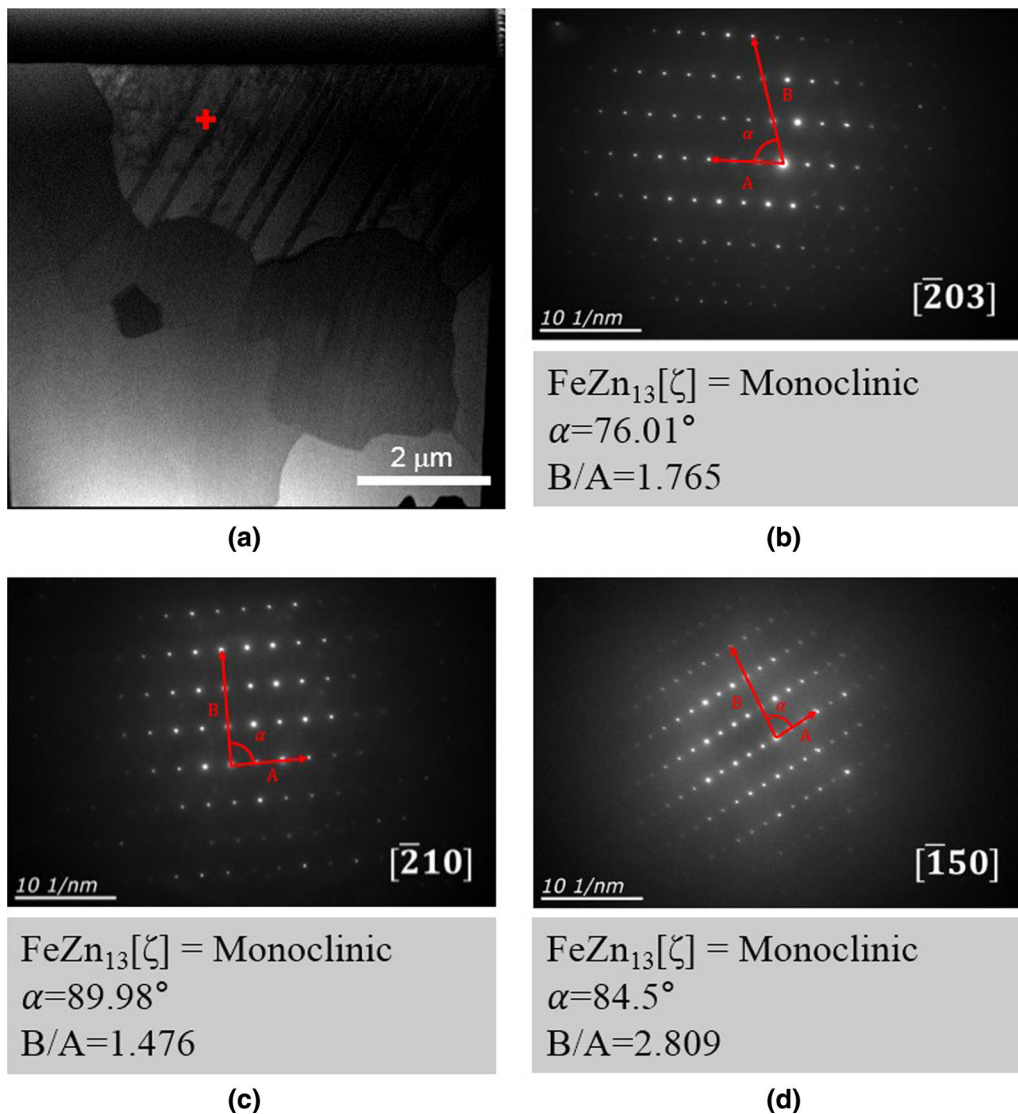 2 μm
(a)
B
α
A
10 1/nm
[2̅03]
FeZn₁₃[ζ] = Monoclinic
α=76.01°
B/A=1.765
(b)
B
α
A
10 1/nm
[2̅10]
FeZn₁₃[ζ] = Monoclinic
α=89.98°
B/A=1.476
(c)
B
α
A
10 1/nm
[1̅50]
FeZn₁₃[ζ] = Monoclinic
α=84.5°
B/A=2.809
(d)